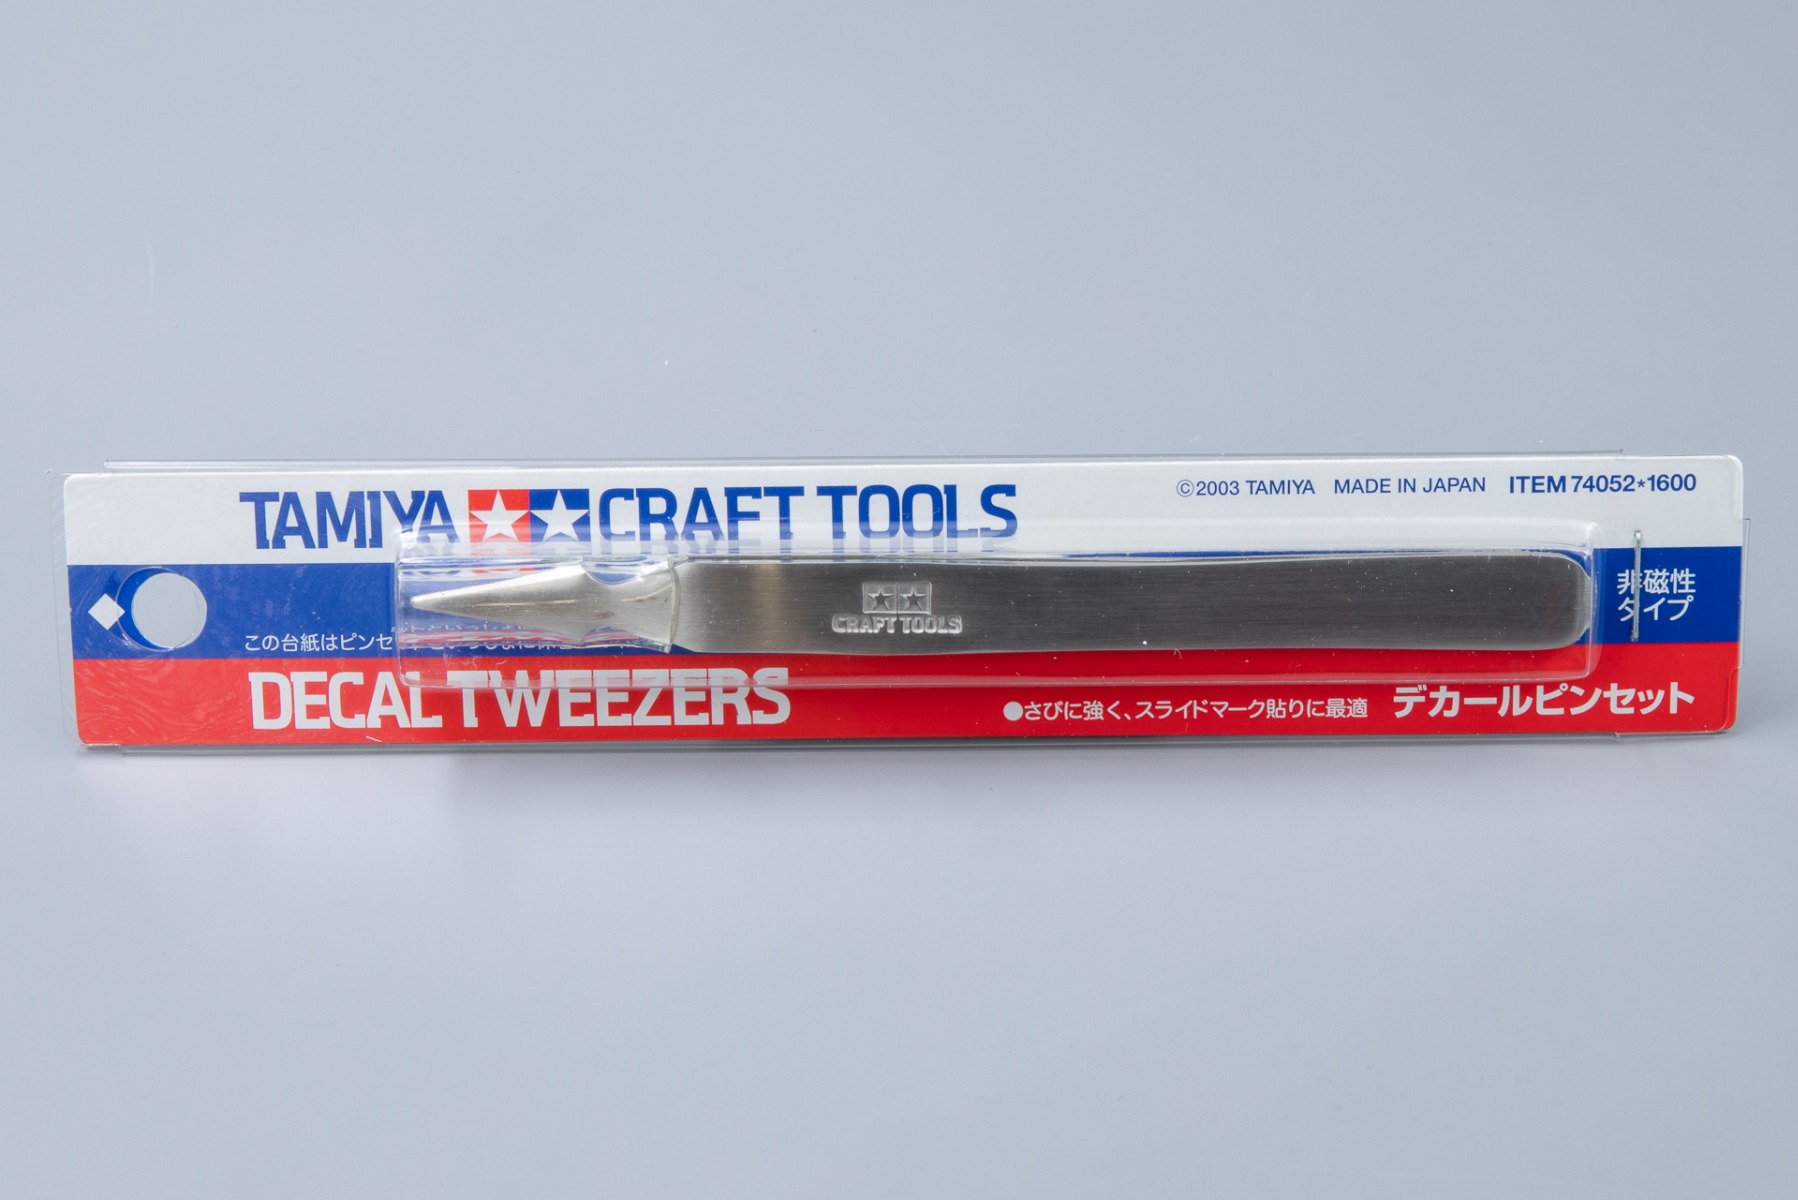 TAMIYA CRAFT TOOLS
©2003 TAMIYA MADE IN JAPAN ITEM 74052*1600
CRAFT TOOLS
非磁性
タイプ
この台紙はピンセ
DECAL TWEEZERS
●さびに強く、スライドマーク貼りに最適 デカールピンセット